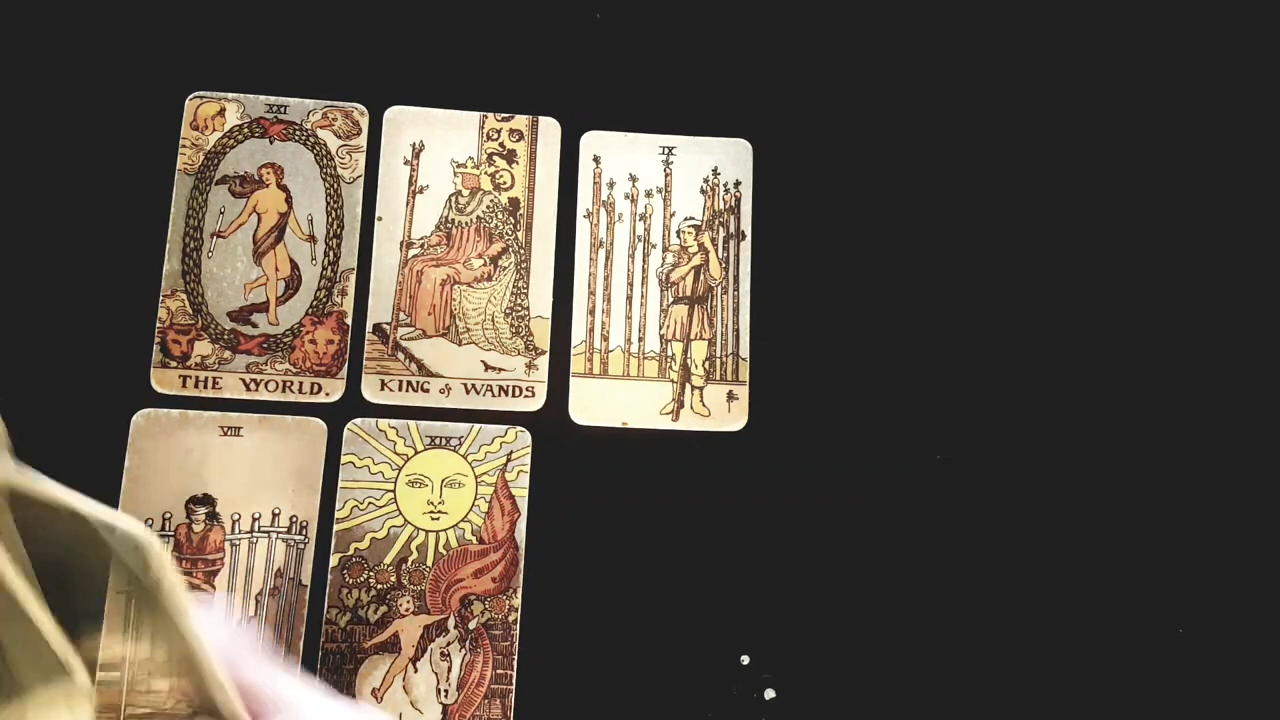 XXI
THE WORLD.
KING of WANDS
IX
VIII
XIX